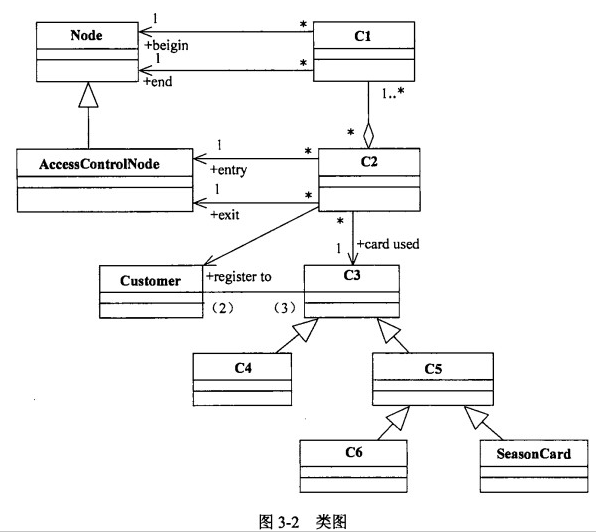 Node
1
*
C1
+beigin
1
*
+end
1..*
*
AccessControlNode
1
*
C2
+entry
1
*
+exit
*
1
+card used
Customer
+register to
C3
（2）
（3）
C4
C5
C6
SeasonCard
图 3-2 类图